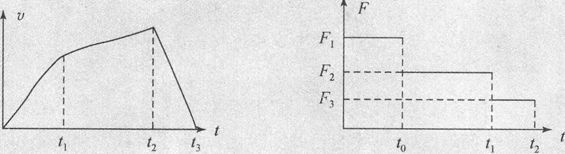 v
t₁ t₂ t₃ t
F
F₁
F₂
F₃
t₀ t₁ t₂ t